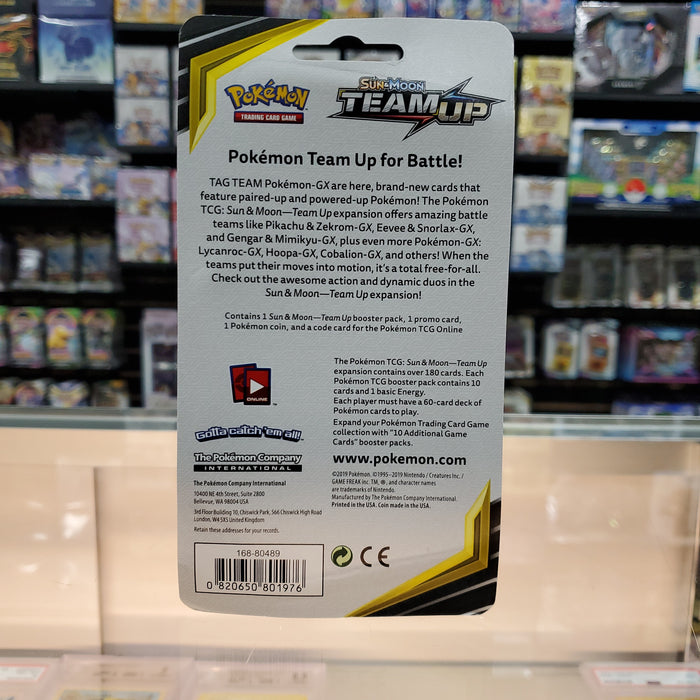 Pokémon
TRADING CARD GAME
SUN & MOON
TEAM UP
Pokémon Team Up for Battle!
TAG TEAM Pokémon-GX are here, brand-new cards that
feature paired-up and powered-up Pokémon! The Pokémon
TCG: Sun & Moon—Team Up expansion offers amazing battle
teams like Pikachu & Zekrom-GX, Eevee & Snorlax-GX,
and Gengar & Mimikyu-GX, plus even more Pokémon-GX:
Lycanroc-GX, Hoopa-GX, Cobalion-GX, and others! When the
teams put their moves into motion, it's a total free-for-all.
Check out the awesome action and dynamic duos in the
Sun & Moon—Team Up expansion!
Contains 1 Sun & Moon—Team Up booster pack, 1 promo card,
1 Pokémon coin, and a code card for the Pokémon TCG Online
ONLINE
Gotta catch 'em all!
The Pokémon Company
INTERNATIONAL
The Pokémon Company International
10400 NE 4th Street, Suite 2800
Bellevue, WA 98004 USA
3rd Floor Building 10, Chiswick Park, 566 Chiswick High Road
London, W4 5XS United Kingdom
Retain these addresses for your records.
168-80489
0 820650 801976
The Pokémon TCG: Sun & Moon—Team Up
expansion contains over 180 cards. Each
Pokémon TCG booster pack contains 10
cards and 1 basic Energy.
Each player must have a 60-card deck of
Pokémon cards to play.
Expand your Pokémon Trading Card Game
collection with "10 Additional Game
Cards" booster packs.
www.pokemon.com
©2019 Pokémon. ©1995–2019 Nintendo / Creatures Inc. /
GAME FREAK inc. TM, ®, and character names
are trademarks of Nintendo.
Manufactured by The Pokémon Company International.
Printed in the USA. Coin made in the USA.
CE